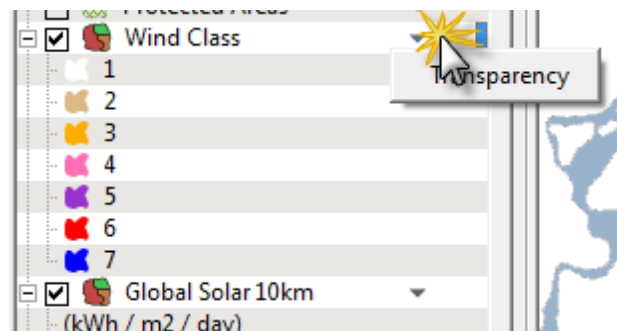 Protected Areas
Wind Class
Transparency
1
2
3
4
5
6
7
Global Solar 10km
(kWh / m2 / day)